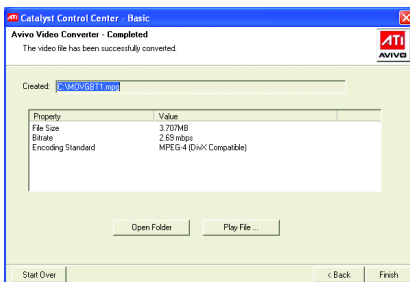 ATI Catalyst Control Center - Basic
Avivo Video Converter - Completed
The video file has been successfully converted.
ATI
AVIVO
Created: C:\MOVGBT1.mpg
Property Value
File Size 3.707MB
Bitrate 2.69 mbps
Encoding Standard MPEG-4 (DivX Compatible)
Open Folder Play File ...
Start Over < Back Finish